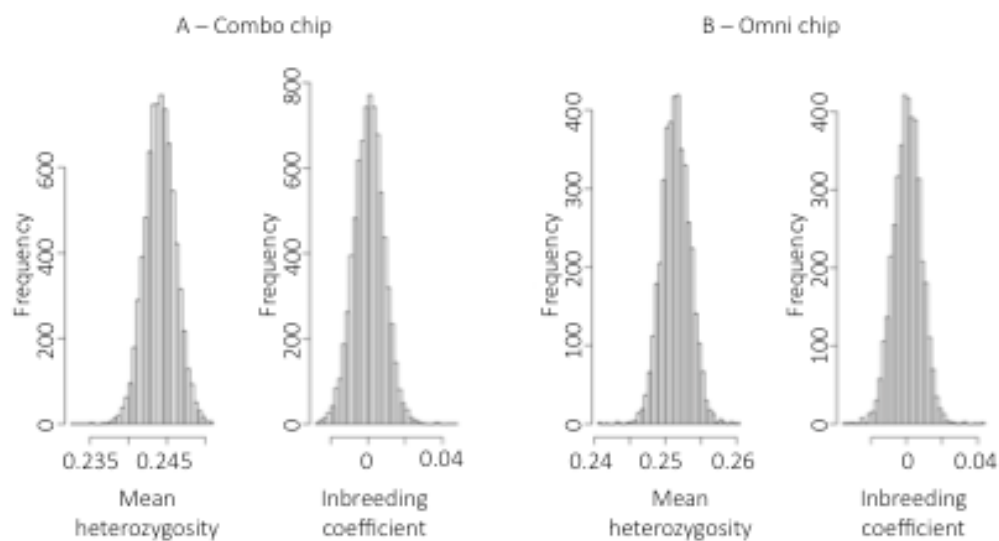 A – Combo chip
B – Omni chip
Frequency
0
200
400
600
0.235 0.245
Mean
heterozygosity
Frequency
0
200
400
600
800
0 0.04
Inbreeding
coefficient
Frequency
0
100
200
300
400
0.24 0.25 0.26
Mean
heterozygosity
Frequency
0
100
200
300
400
0 0.04
Inbreeding
coefficient